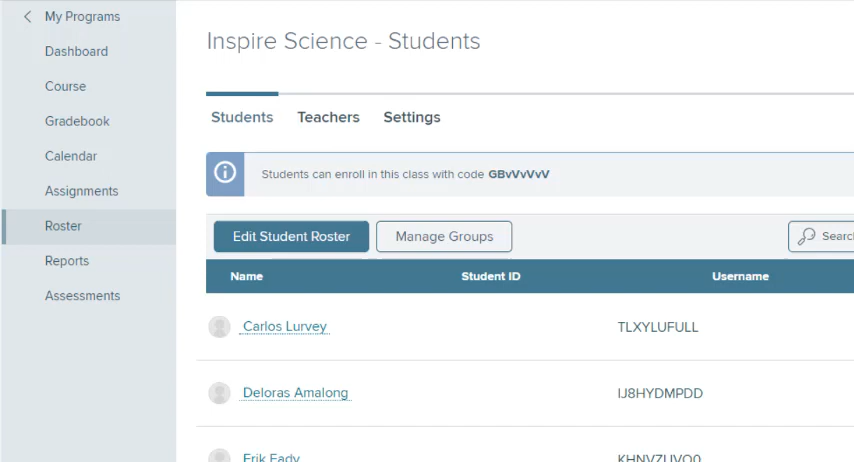 My Programs
Dashboard
Course
Gradebook
Calendar
Assignments
Roster
Reports
Assessments
Inspire Science - Students
Students Teachers Settings
Students can enroll in this class with code GBvVvVvV
Edit Student Roster Manage Groups Searc
Name Student ID Username
Carlos Lurvey TLXYLUFULL
Deloras Amalong IJ8HYDMPDD
Erik Eady